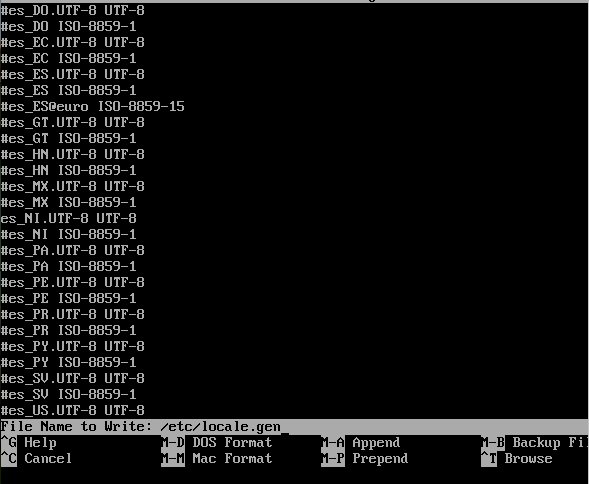 #es_DO.UTF-8 UTF-8
#es_DO ISO-8859-1
#es_EC.UTF-8 UTF-8
#es_EC ISO-8859-1
#es_ES.UTF-8 UTF-8
#es_ES ISO-8859-1
#es_ES@euro ISO-8859-15
#es_GT.UTF-8 UTF-8
#es_GT ISO-8859-1
#es_HN.UTF-8 UTF-8
#es_HN ISO-8859-1
#es_MX.UTF-8 UTF-8
#es_MX ISO-8859-1
es_NI.UTF-8 UTF-8
#es_NI ISO-8859-1
#es_PA.UTF-8 UTF-8
#es_PA ISO-8859-1
#es_PE.UTF-8 UTF-8
#es_PE ISO-8859-1
#es_PR.UTF-8 UTF-8
#es_PR ISO-8859-1
#es_PY.UTF-8 UTF-8
#es_PY ISO-8859-1
#es_SV.UTF-8 UTF-8
#es_SV ISO-8859-1
#es_US.UTF-8 UTF-8
File Name to Write: /etc/locale.gen
^G Help M-D DOS Format M-A Append M-B Backup Fi
^C Cancel M-M Mac Format M-P Prepend ^T Browse